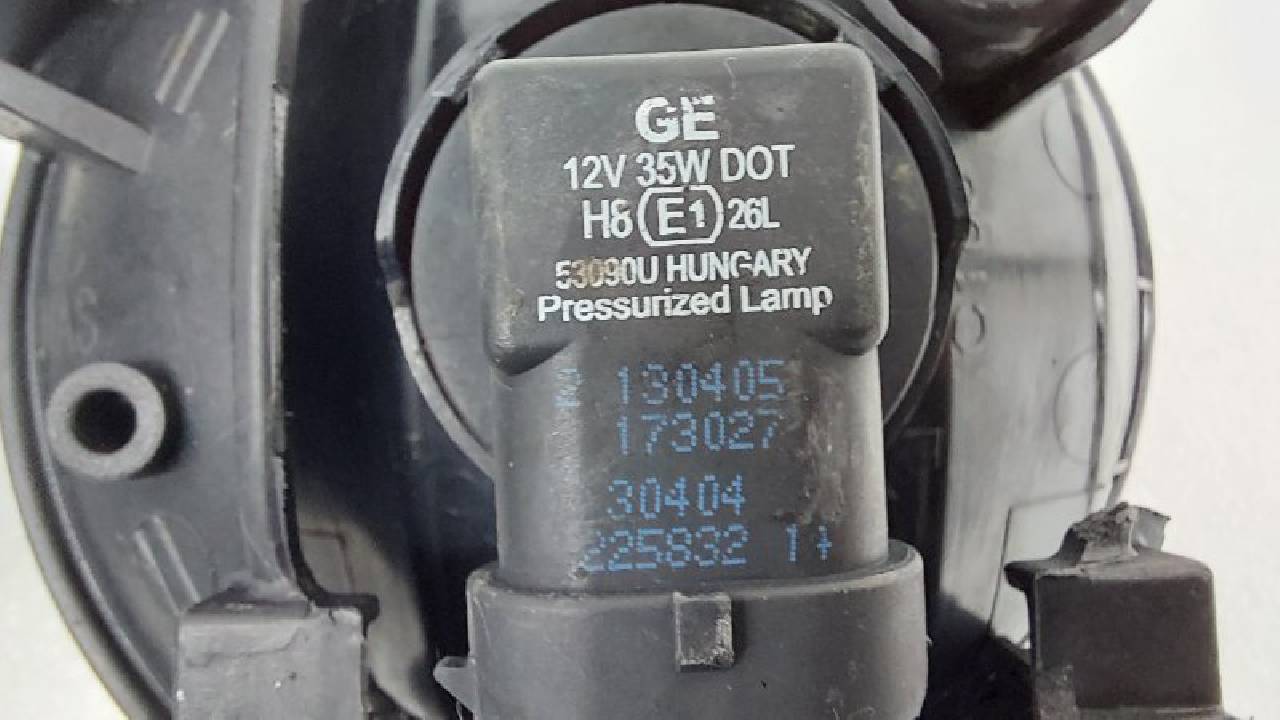 GE
12V 35W DOT
H8 E1 26L
53090U HUNGARY
Pressurized Lamp
130405
173027
30404
225832 1+